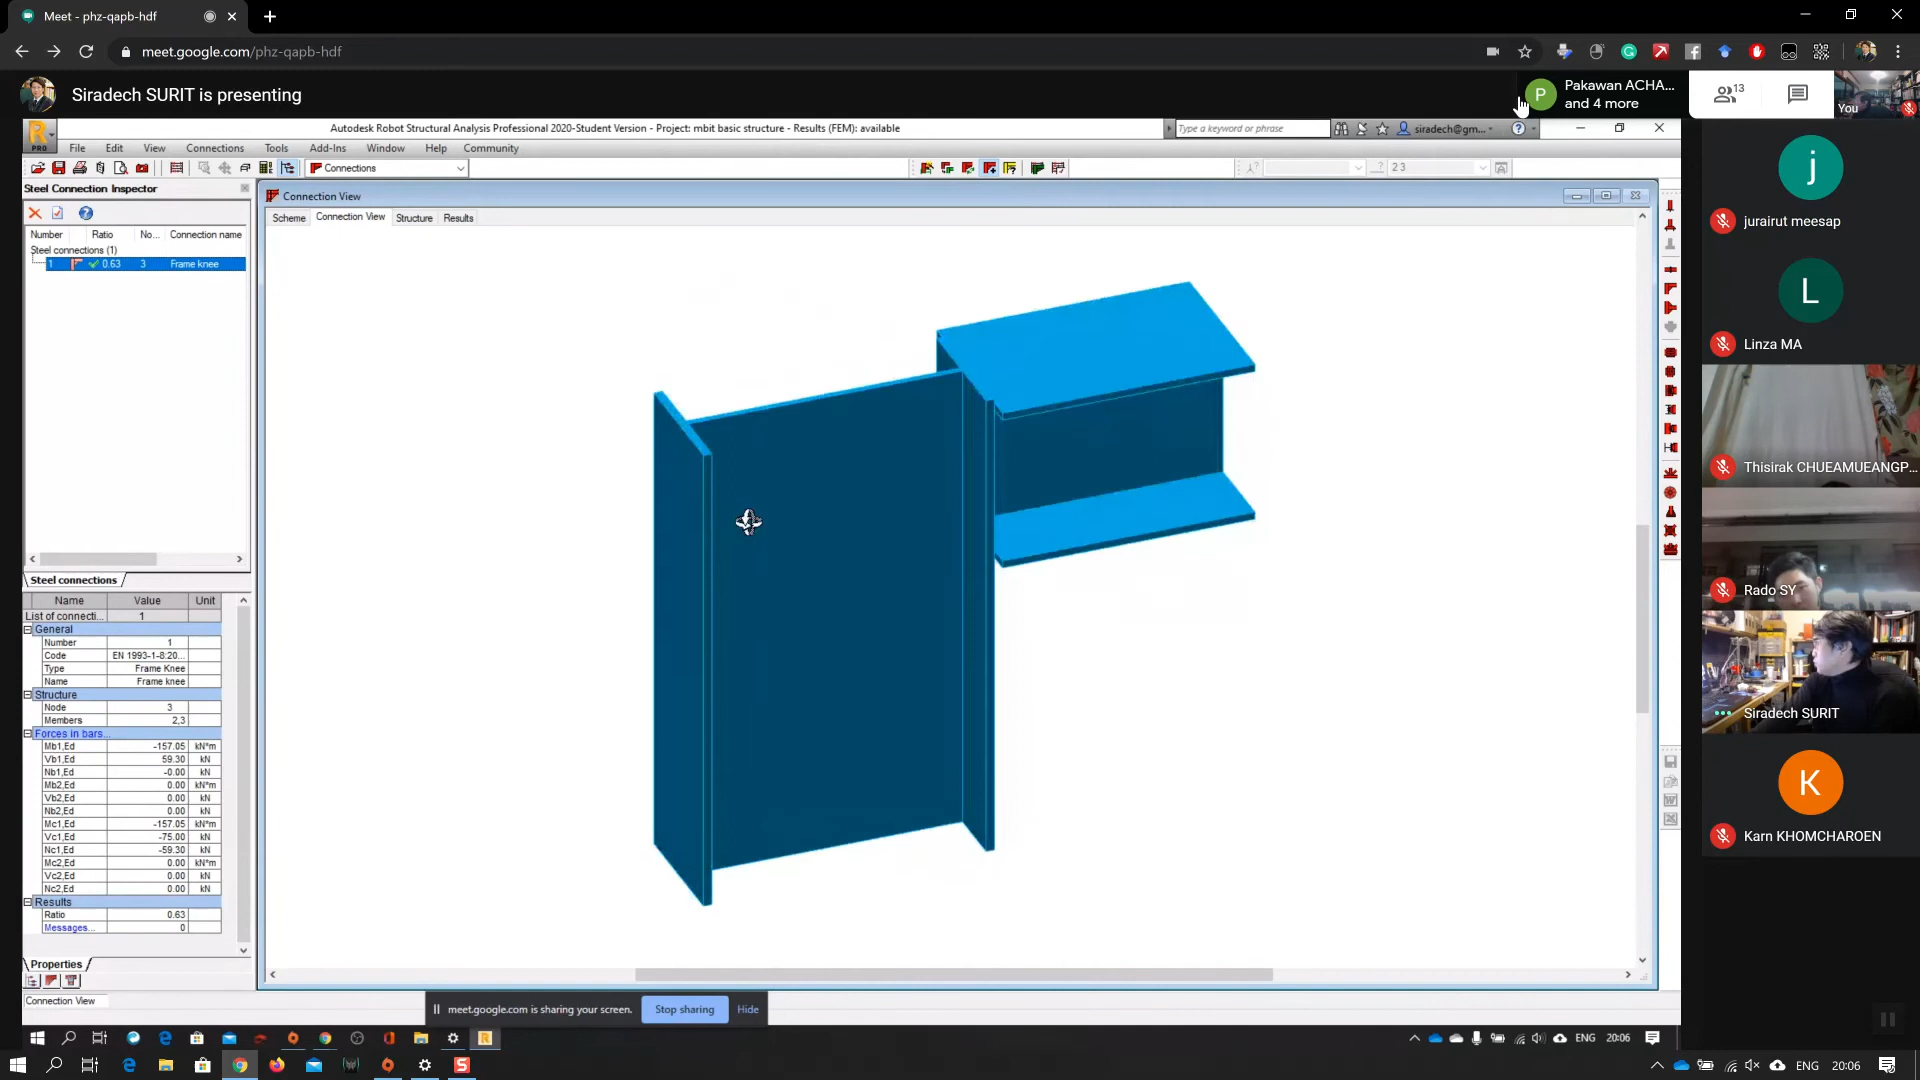 Meet - phz-qapb-hdf
meet.google.com/phz-qapb-hdf
Siradech SURIT is presenting
P
Pakawan ACHA...
and 4 more
13
You
PRO
Autodesk Robot Structural Analysis Professional 2020-Student Version - Project: mbit basic structure - Results (FEM): available
Type a keyword or phrase
siradech@gm...
File Edit View Connections Tools Add-Ins Window Help Community
Connections
2 3
Steel Connection Inspector
Number Ratio No... Connection name
Steel connections (1)
1 0.63 3 Frame knee
Steel connections
Name Value Unit
List of connecti... 1
General
Number 1
Code EN 1993-1-8:20...
Type Frame Knee
Name Frame knee
Structure
Node 3
Members 2,3
Forces in bars...
Mb1,Ed -157.05 kN*m
Vb1,Ed 59.30 kN
Nb1,Ed -0.00 kN
Mb2,Ed 0.00 kN*m
Vb2,Ed 0.00 kN
Nb2,Ed 0.00 kN
Mc1,Ed -157.05 kN*m
Vc1,Ed -75.00 kN
Nc1,Ed -59.30 kN
Mc2,Ed 0.00 kN*m
Vc2,Ed 0.00 kN
Nc2,Ed 0.00 kN
Results
Ratio 0.63
Messages... 0
Properties
Connection View
Connection View
Scheme Connection View Structure Results
j
jurairut meesap
L
Linza MA
Thisirak CHUEAMUEANGP...
Rado SY
Siradech SURIT
K
Karn KHOMCHAROEN
meet.google.com is sharing your screen. Stop sharing Hide
ENG 20:06
ENG 20:06